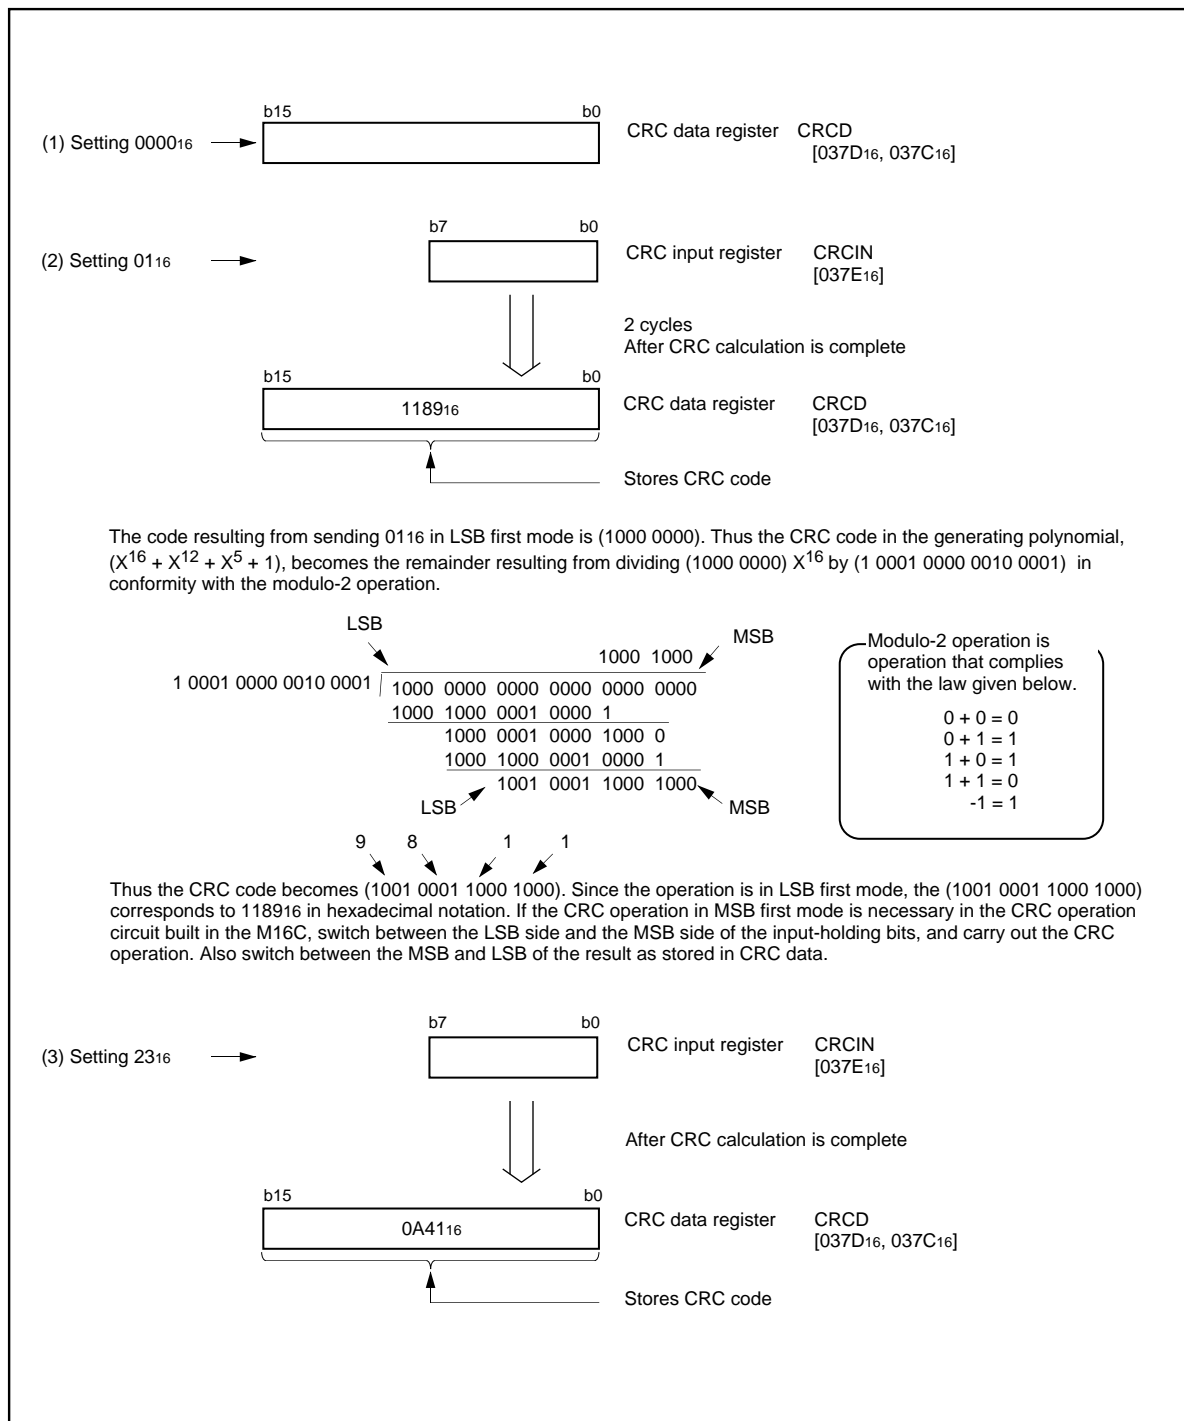 b15 b0
(1) Setting 0000₁₆ CRC data register CRCD
[037D₁₆, 037C₁₆]
b7 b0
(2) Setting 01₁₆ CRC input register CRCIN
[037E₁₆]
2 cycles
After CRC calculation is complete
b15 b0
1189₁₆ CRC data register CRCD
[037D₁₆, 037C₁₆]
Stores CRC code
The code resulting from sending 01₁₆ in LSB first mode is (1000 0000). Thus the CRC code in the generating polynomial,
(X¹⁶ + X¹² + X⁵ + 1), becomes the remainder resulting from dividing (1000 0000) X¹⁶ by (1 0001 0000 0010 0001) in
conformity with the modulo-2 operation.
LSB MSB
1000 1000
1 0001 0000 0010 0001 1000 0000 0000 0000 0000 0000
1000 1000 0001 0000 1
1000 0001 0000 1000 0
1000 1000 0001 0000 1
1001 0001 1000 1000
LSB MSB
Modulo-2 operation is
operation that complies
with the law given below.
0 + 0 = 0
0 + 1 = 1
1 + 0 = 1
1 + 1 = 0
-1 = 1
9 8 1 1
Thus the CRC code becomes (1001 0001 1000 1000). Since the operation is in LSB first mode, the (1001 0001 1000 1000)
corresponds to 1189₁₆ in hexadecimal notation. If the CRC operation in MSB first mode is necessary in the CRC operation
circuit built in the M16C, switch between the LSB side and the MSB side of the input-holding bits, and carry out the CRC
operation. Also switch between the MSB and LSB of the result as stored in CRC data.
b7 b0
(3) Setting 23₁₆ CRC input register CRCIN
[037E₁₆]
After CRC calculation is complete
b15 b0
0A41₁₆ CRC data register CRCD
[037D₁₆, 037C₁₆]
Stores CRC code